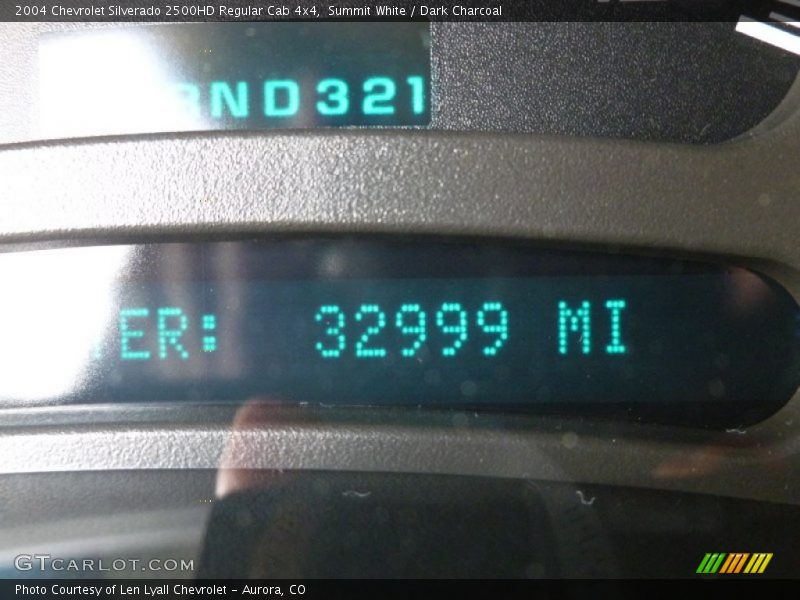 2004 Chevrolet Silverado 2500HD Regular Cab 4x4, Summit White / Dark Charcoal
ND321
ER: 32999 MI
GTCARLOT.COM
Photo Courtesy of Len Lyall Chevrolet - Aurora, CO